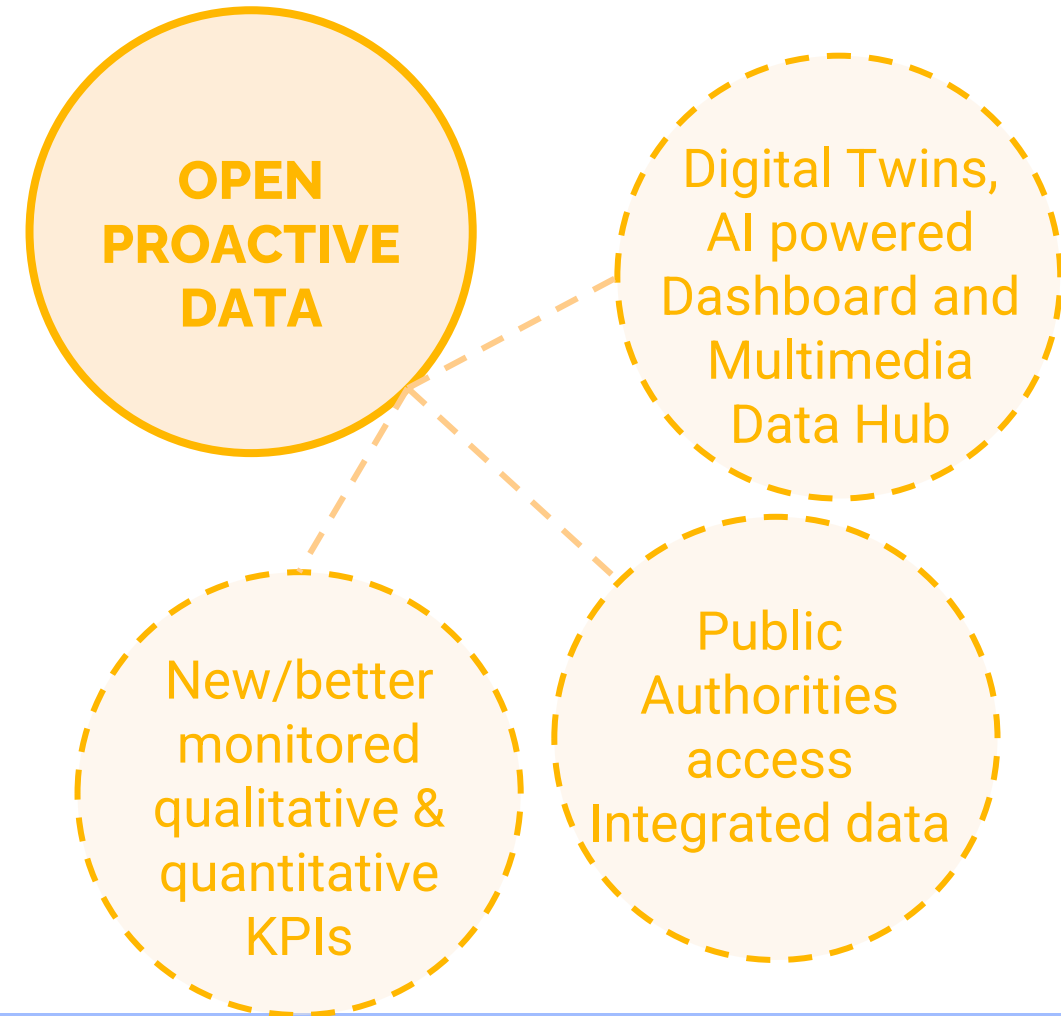 OPEN
PROACTIVE
DATA
Digital Twins,
AI powered
Dashboard and
Multimedia
Data Hub
Public
Authorities
access
Integrated data
New/better
monitored
qualitative &
quantitative
KPIs